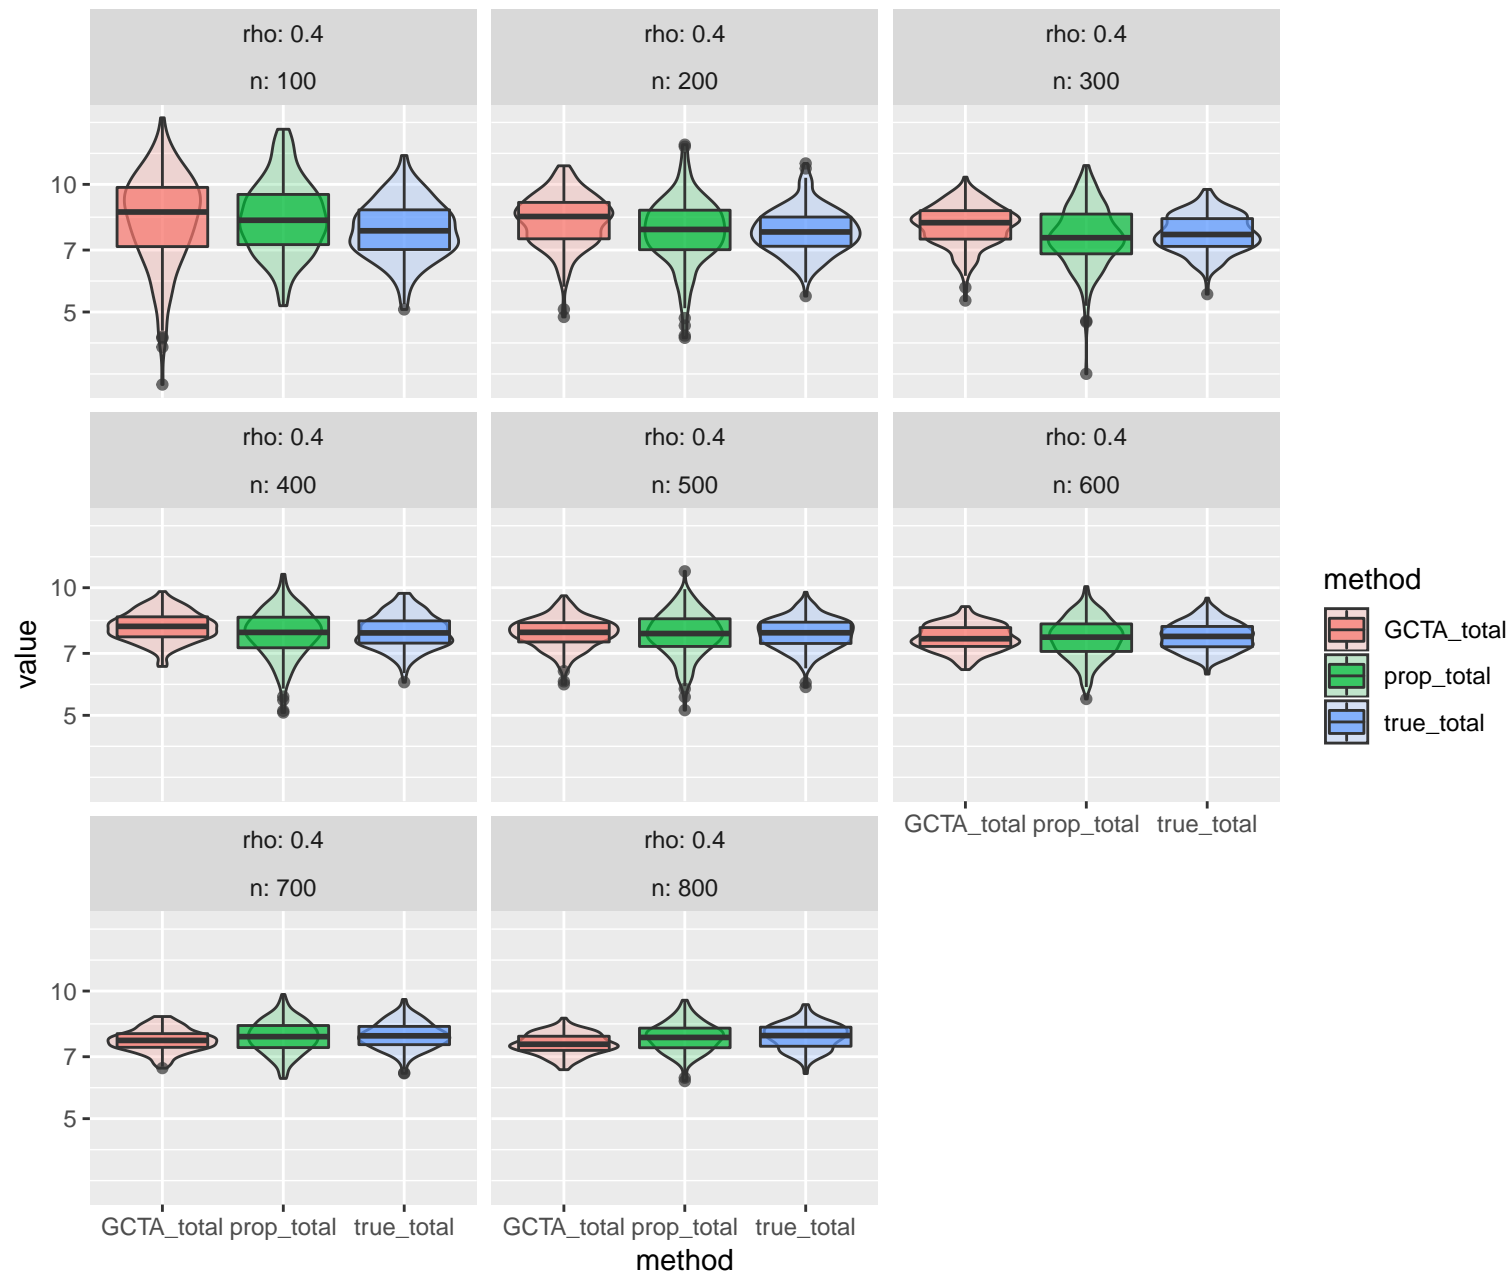 rho: 0.4
n: 100
rho: 0.4
n: 200
rho: 0.4
n: 300
10
7
5
rho: 0.4
n: 400
rho: 0.4
n: 500
rho: 0.4
n: 600
10
7
5
GCTA_total prop_total true_total
rho: 0.4
n: 700
rho: 0.4
n: 800
10
7
5
GCTA_total prop_total true_total
GCTA_total prop_total true_total
method
value
method
GCTA_total
prop_total
true_total